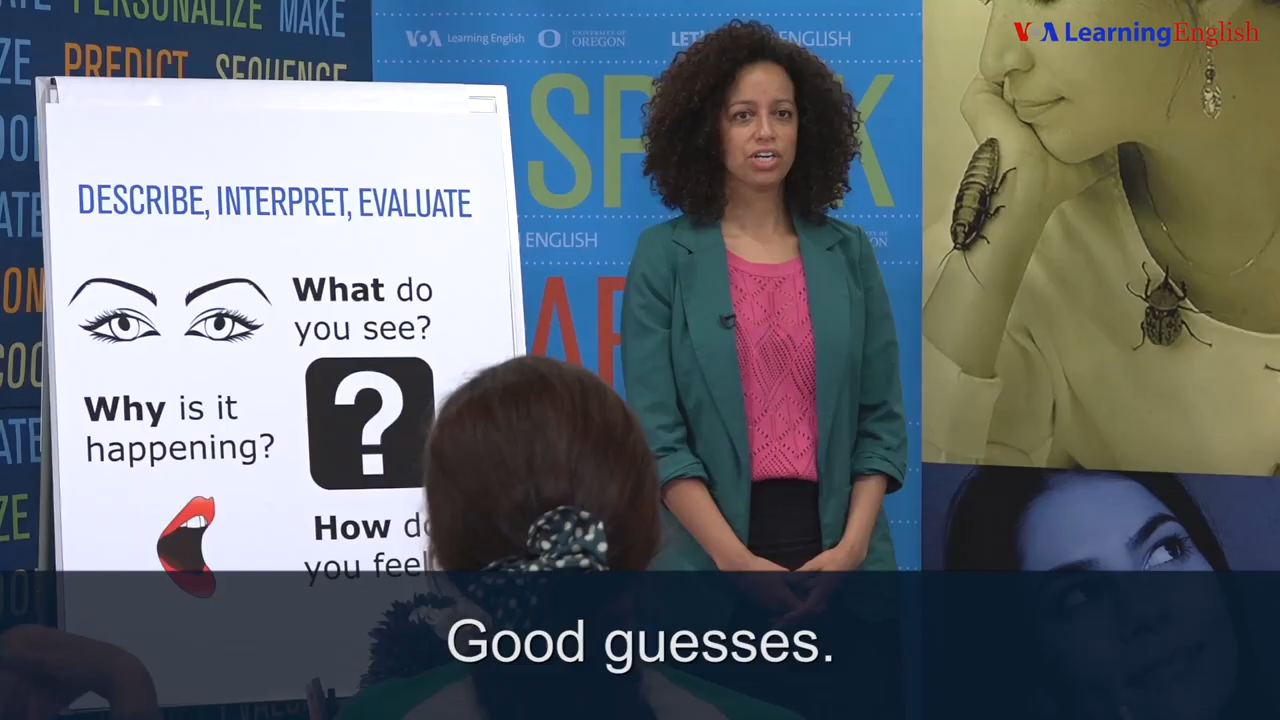 PERSONALIZE MAKE
PREDICT SEQUENCE
VOA Learning English
UNIVERSITY OF OREGON
ENGLISH
VOA Learning English
DESCRIBE, INTERPRET, EVALUATE
What do
you see?
Why is it
happening?
?
How do
you feel
ENGLISH
Good guesses.